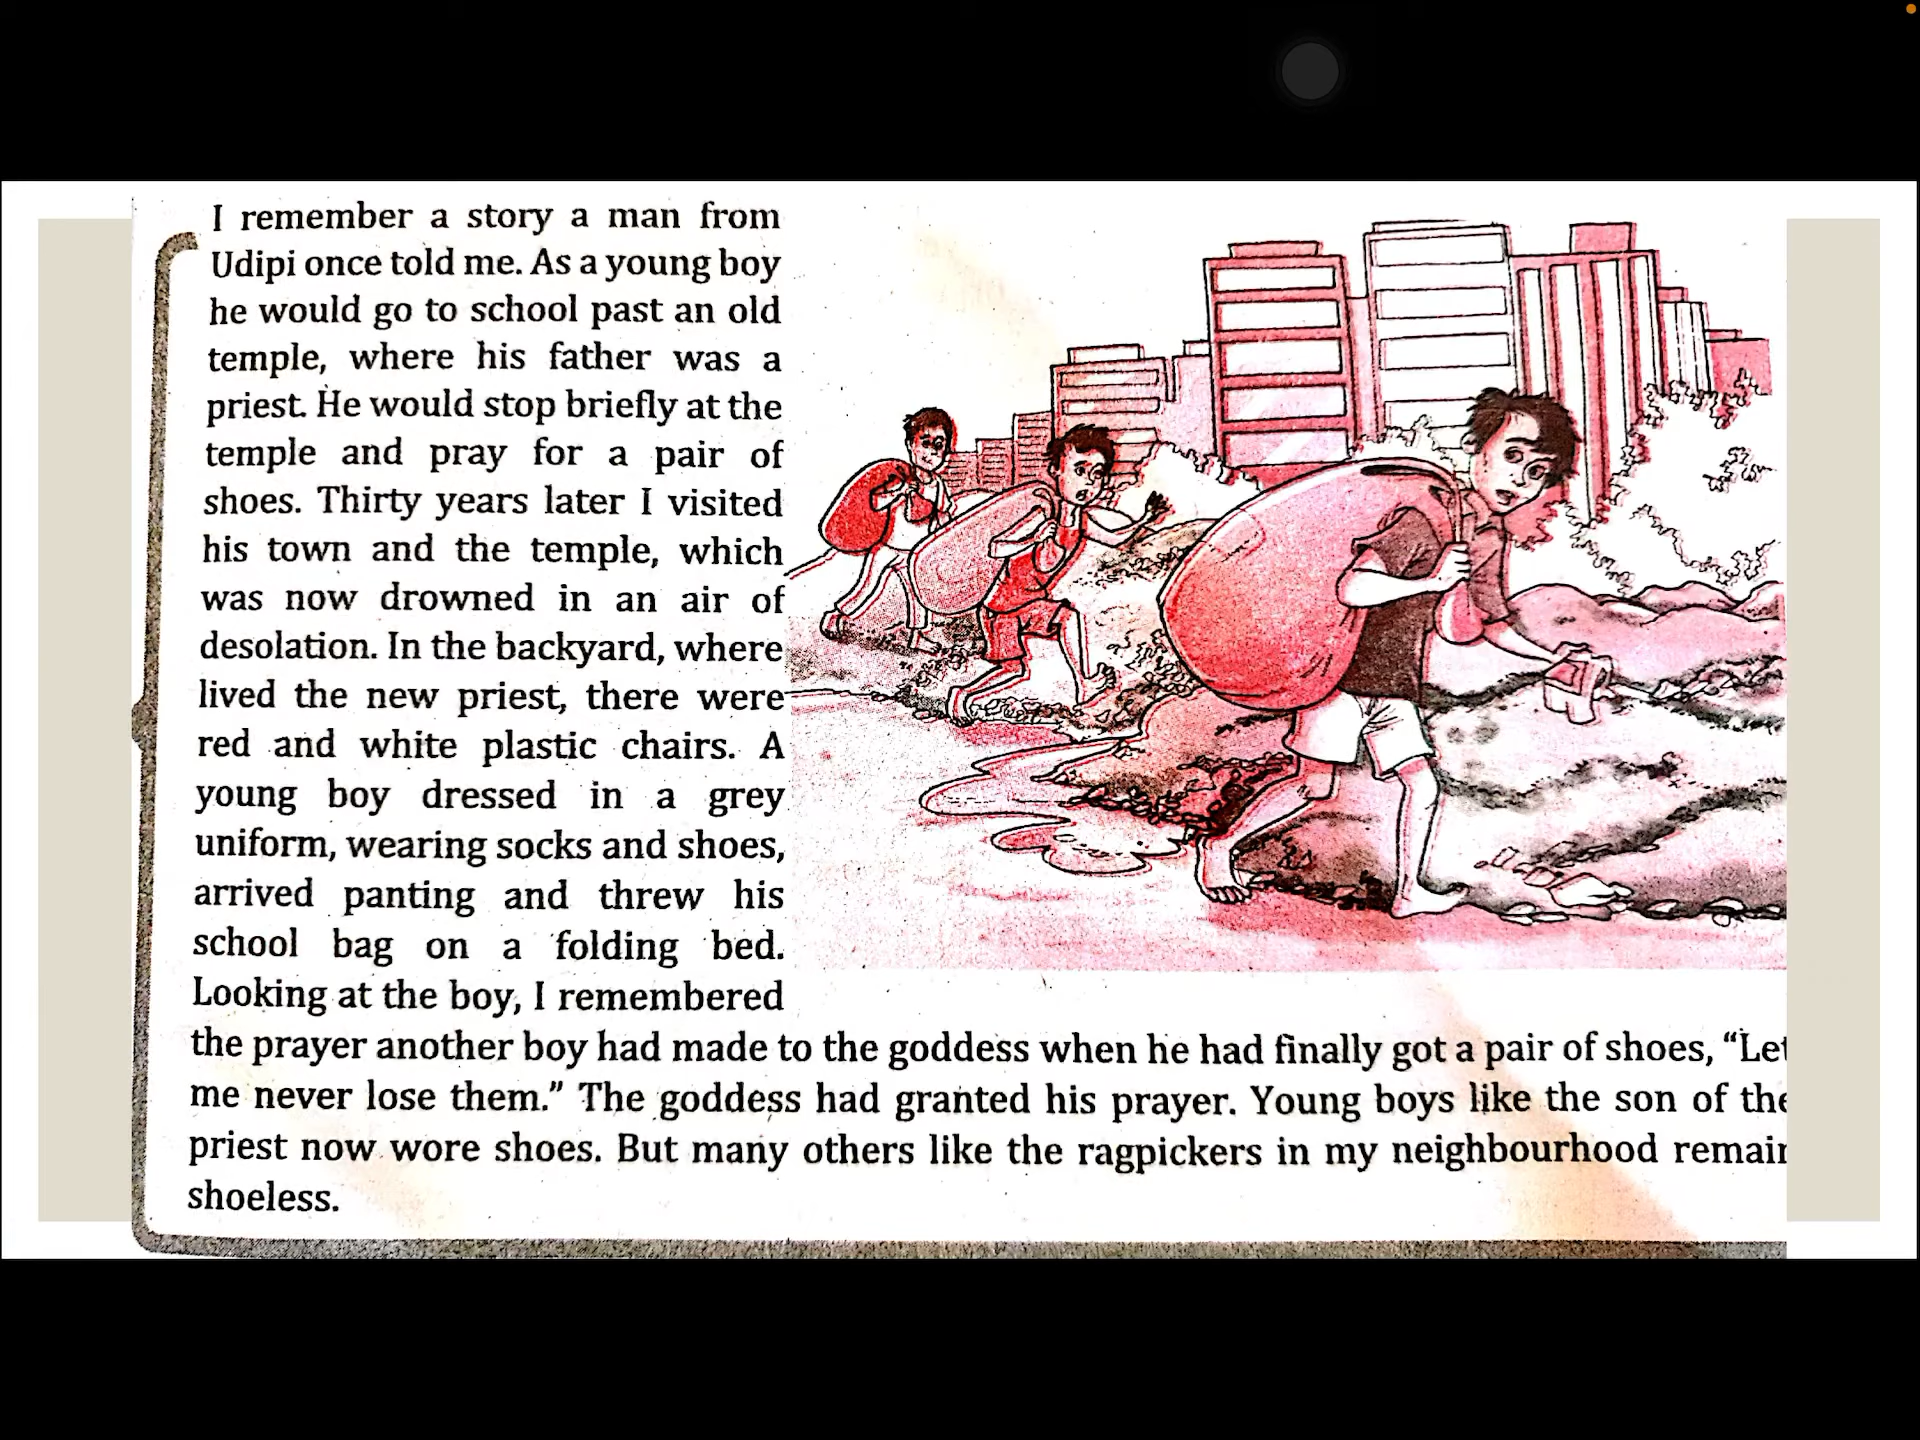 I remember a story a man from
Udipi once told me. As a young boy
he would go to school past an old
temple, where his father was a
priest. He would stop briefly at the
temple and pray for a pair of
shoes. Thirty years later I visited
his town and the temple, which
was now drowned in an air of
desolation. In the backyard, where
lived the new priest, there were
red and white plastic chairs. A
young boy dressed in a grey
uniform, wearing socks and shoes,
arrived panting and threw his
school bag on a folding bed.
Looking at the boy, I remembered
the prayer another boy had made to the goddess when he had finally got a pair of shoes, “Let
me never lose them.” The goddess had granted his prayer. Young boys like the son of the
priest now wore shoes. But many others like the ragpickers in my neighbourhood remain
shoeless.